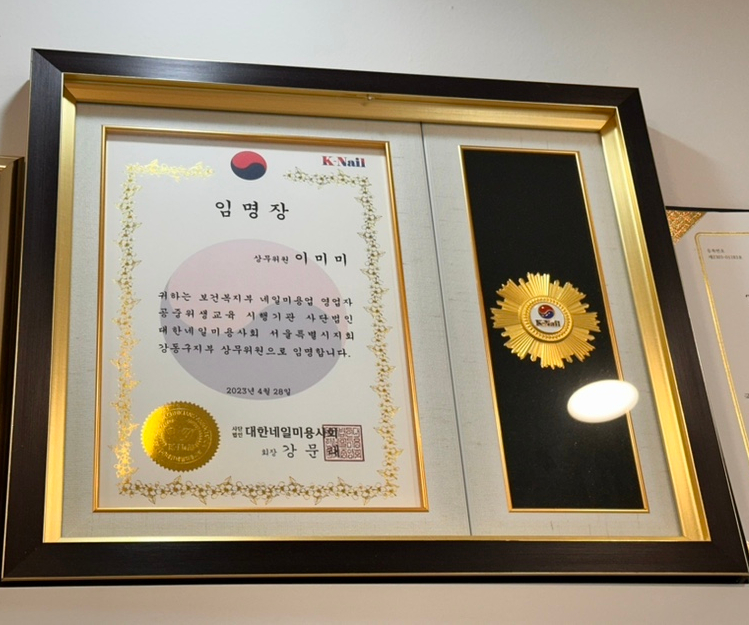 K-Nail
임명장
상무위원 이미미
귀하는 보건복지부 네일미용업 영업자
공중위생교육 시행기관 사단법인
대한네일미용사회 서울특별시지회
강동구지부 상무위원으로 임명합니다.
2023년 4월 28일
사단법인 대한네일미용사회
회장 강 문
K-Nail